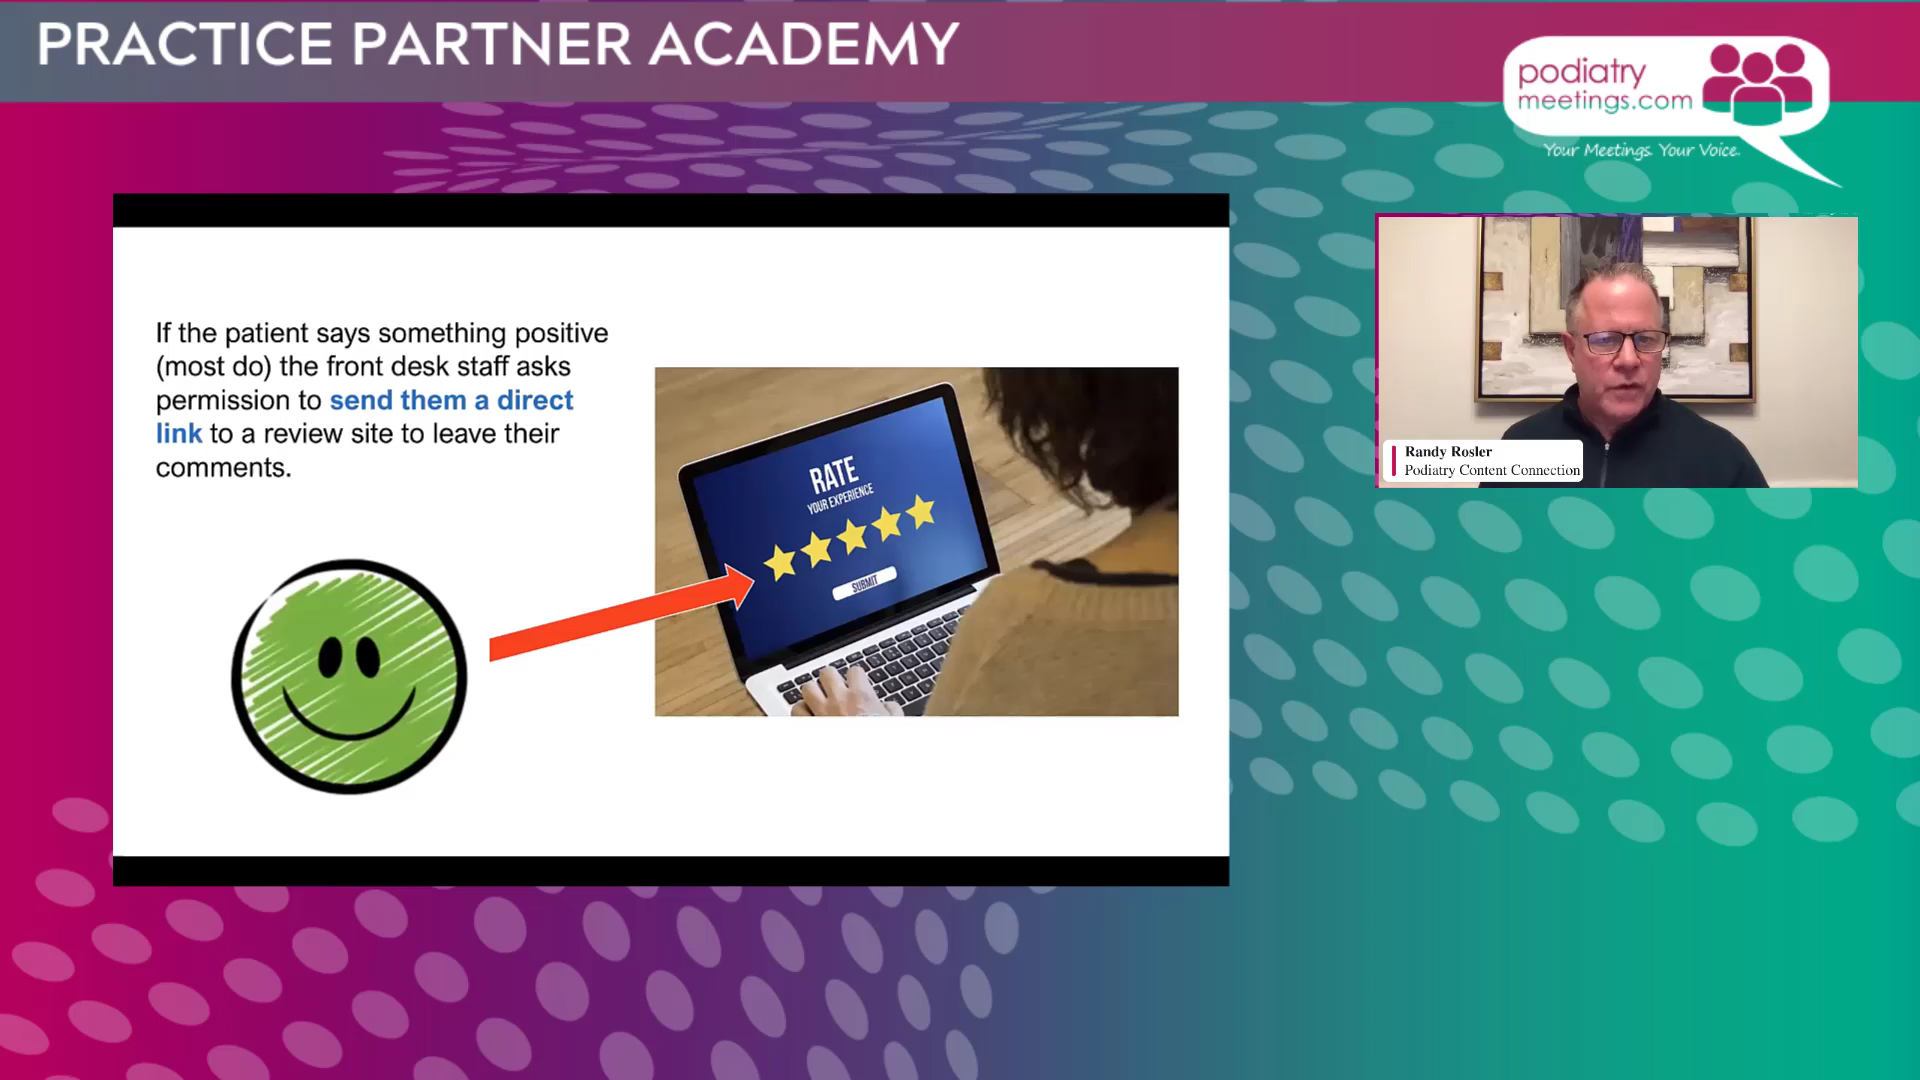 PRACTICE PARTNER ACADEMY
podiatry
meetings.com
Your Meetings. Your Voice.
If the patient says something positive
(most do) the front desk staff asks
permission to send them a direct
link to a review site to leave their
comments.
RATE
YOUR EXPERIENCE
SUBMIT
Randy Rosler
Podiatry Content Connection